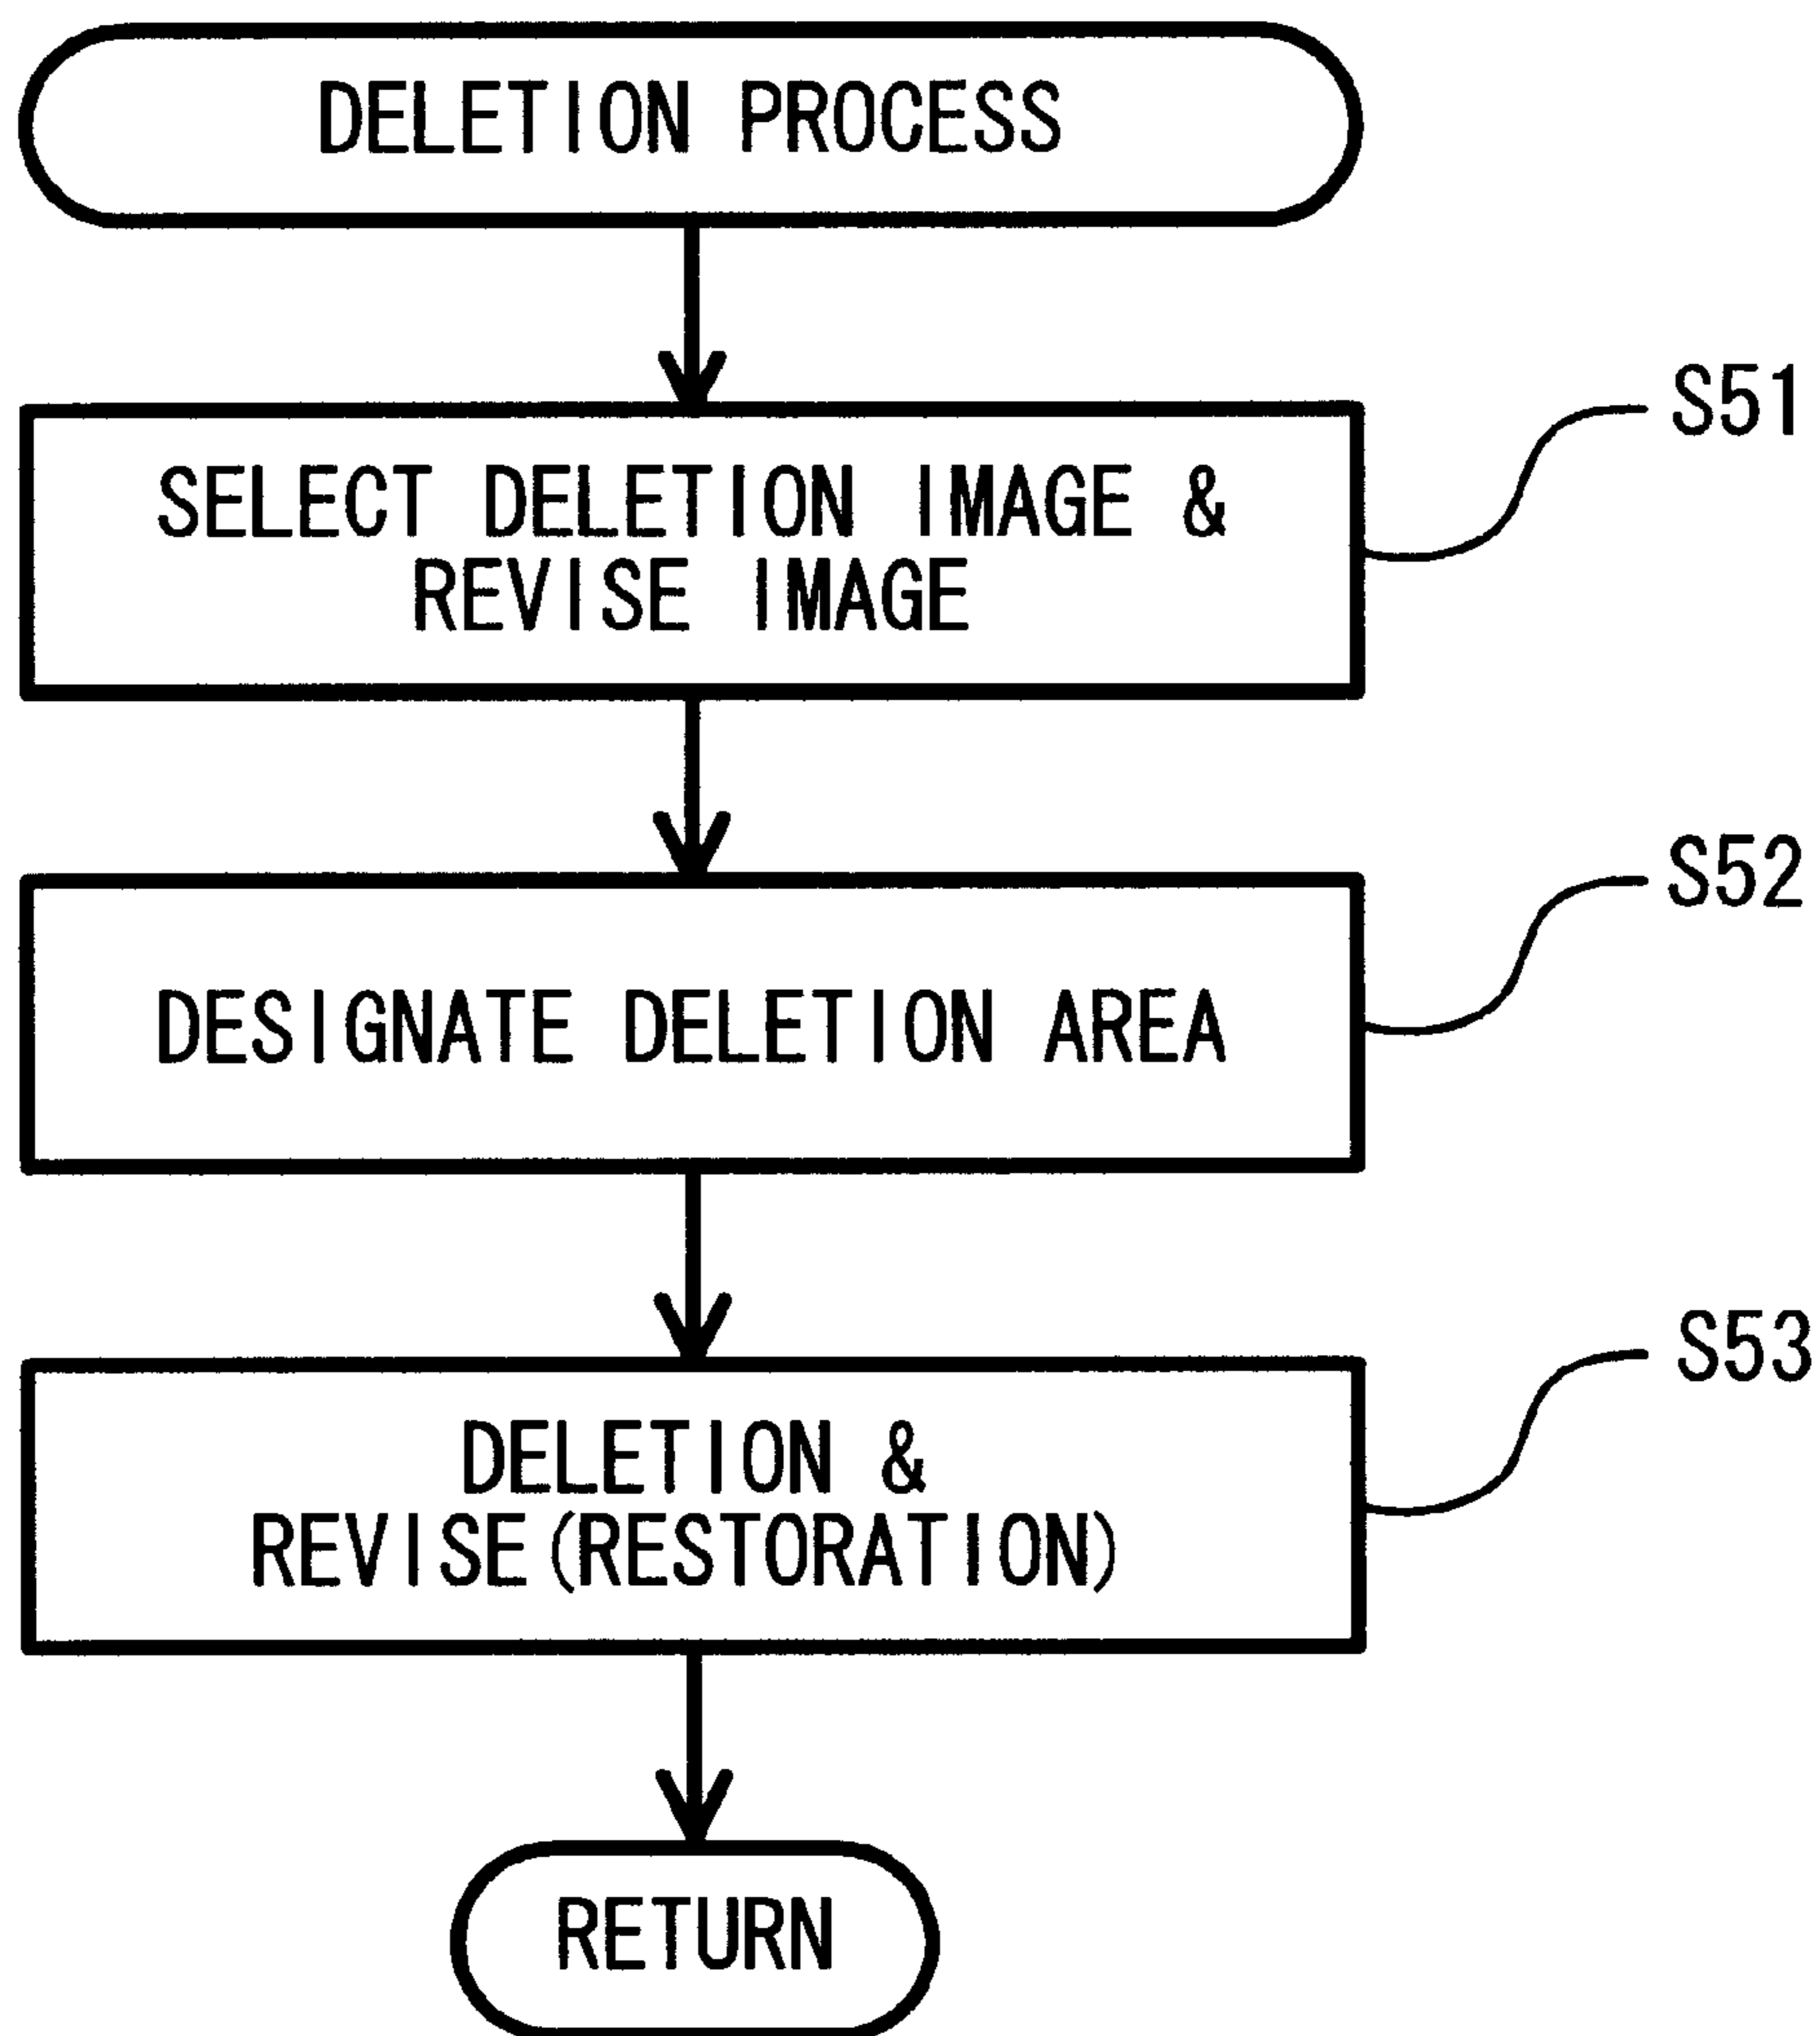 DELETION PROCESS
S51
SELECT DELETION IMAGE &
REVISE IMAGE
S52
DESIGNATE DELETION AREA
S53
DELETION &
REVISE(RESTORATION)
RETURN